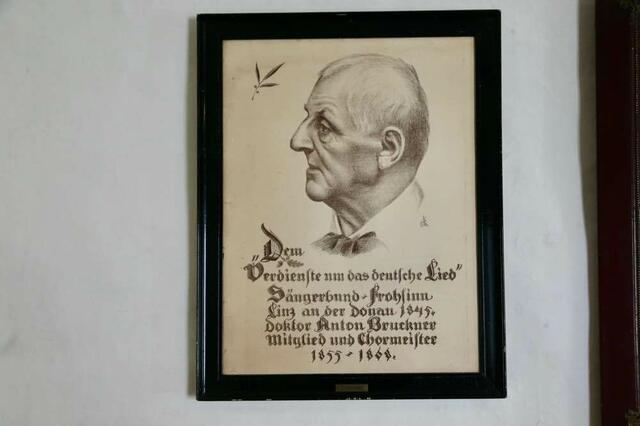 Dem
"Verdienste um das deutsche Lied"
Sängerbund-Frohsinn
Linz an der Donau 1845.
doktor Anton Bruckner
Mitglied und Chormeister
1855-1868.